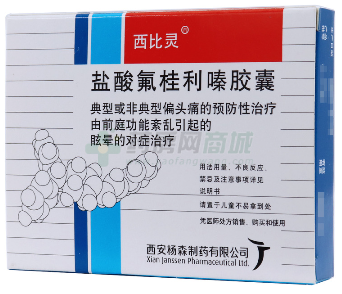 西比灵®
盐酸氟桂利嗪胶囊
典型或非典型偏头痛的预防性治疗
由前庭功能紊乱引起的
眩晕的对症治疗
用法用量、不良反应、
禁忌及注意事项详见
说明书
请置于儿童不易拿到处
凭医师处方销售、购买和使用
西安杨森制药有限公司
Xian Janssen Pharmaceutical Ltd.